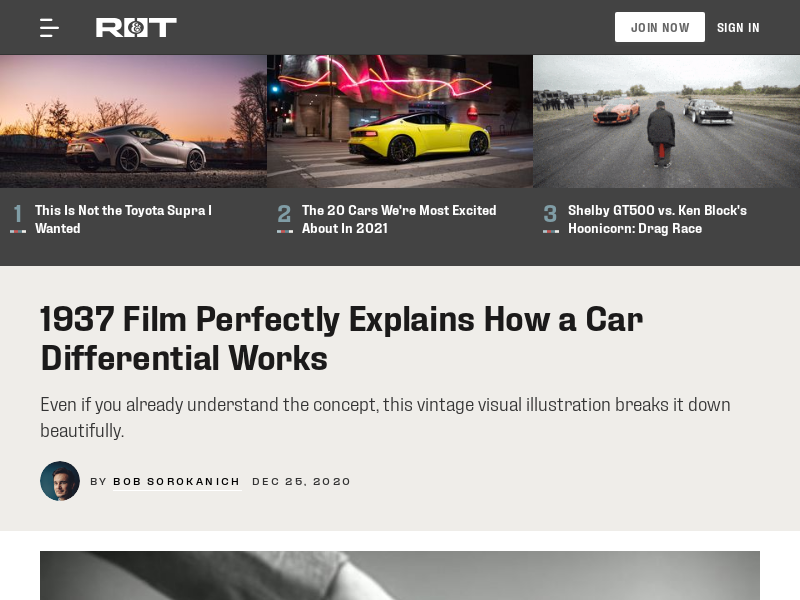 R&T
JOIN NOW
SIGN IN
1
This Is Not the Toyota Supra I
Wanted
2
The 20 Cars We're Most Excited
About In 2021
3
Shelby GT500 vs. Ken Block's
Hoonicorn: Drag Race
1937 Film Perfectly Explains How a Car
Differential Works
Even if you already understand the concept, this vintage visual illustration breaks it down
beautifully.
BY BOB SOROKANICH DEC 25, 2020